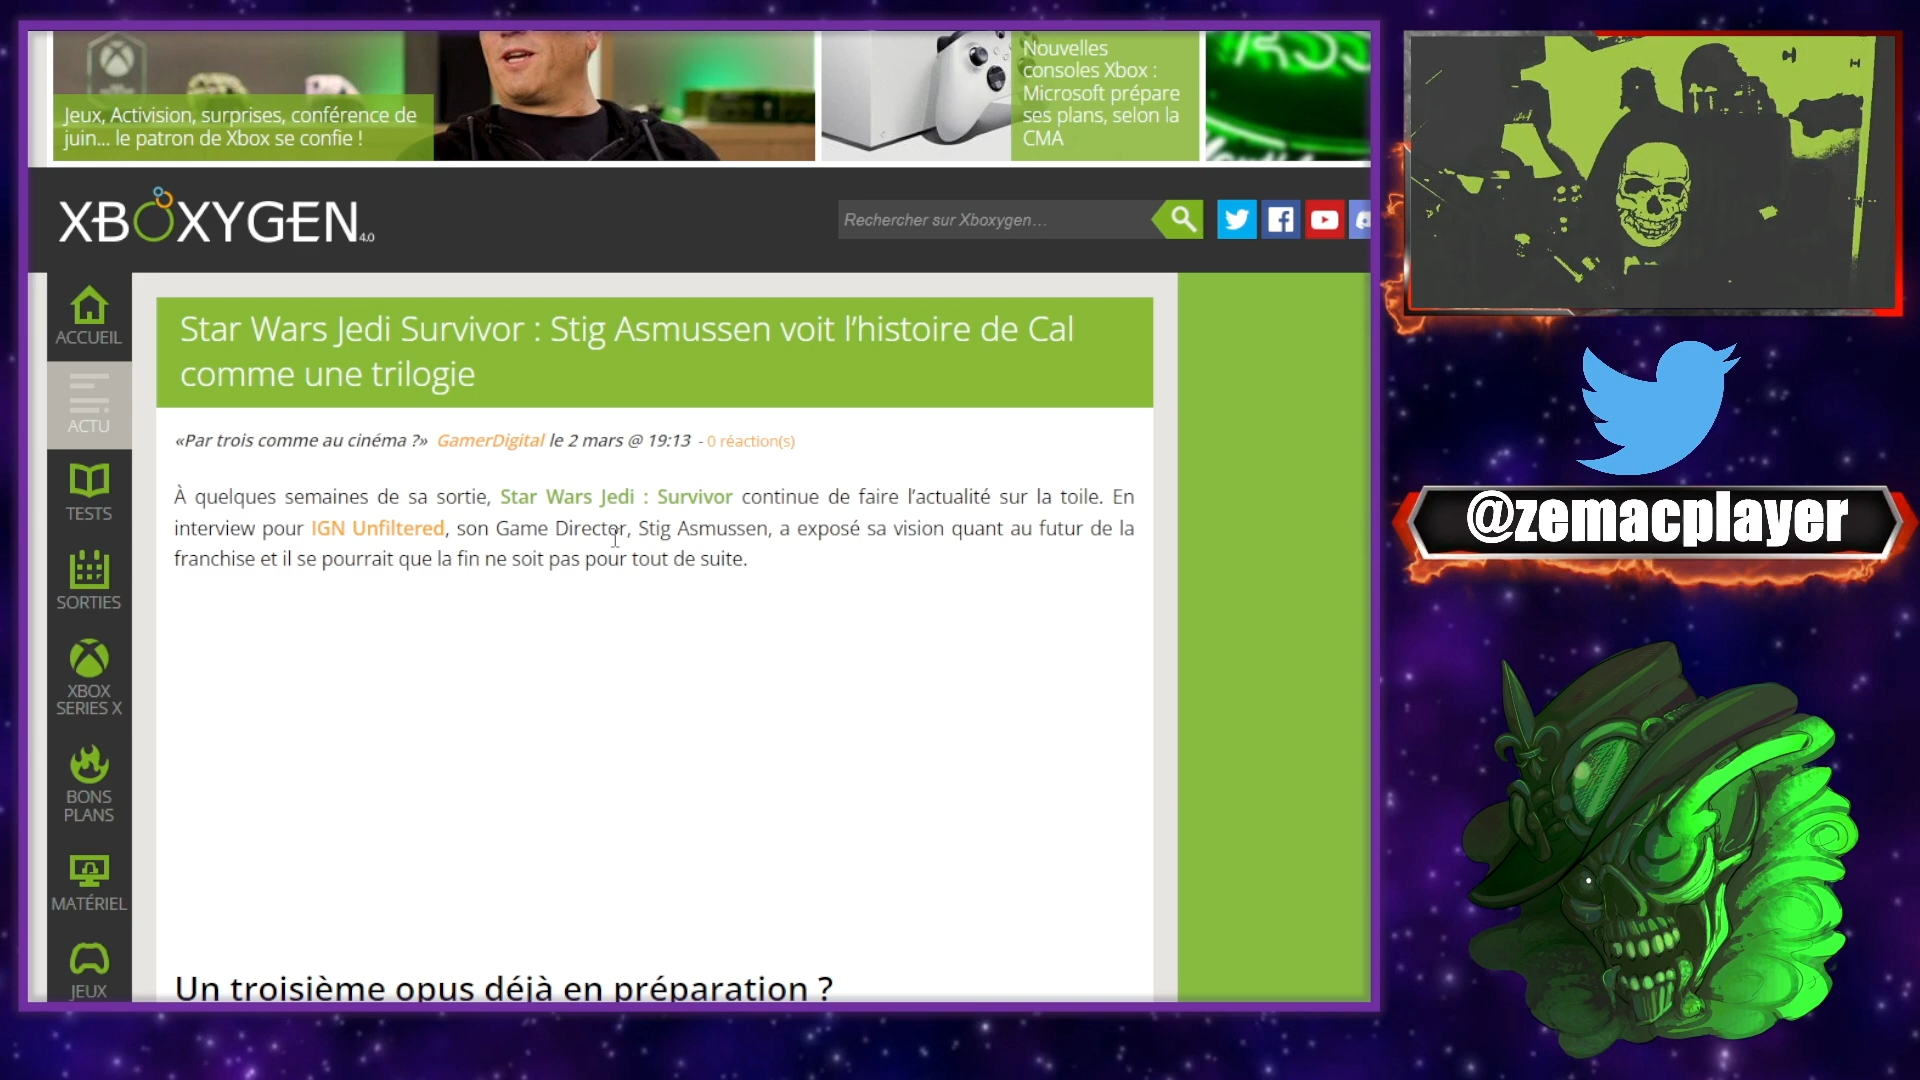 Jeux, Activision, surprises, conférence de
juin... le patron de Xbox se confie !
Nouvelles
consoles Xbox :
Microsoft prépare
ses plans, selon la
CMA
XBOXYGEN 4.0
Rechercher sur Xboxygen...
ACCUEIL
ACTU
TESTS
SORTIES
XBOX
SERIES X
BONS
PLANS
MATÉRIEL
JEUX
Star Wars Jedi Survivor : Stig Asmussen voit l’histoire de Cal
comme une trilogie
«Par trois comme au cinéma ?» GamerDigital le 2 mars @ 19:13 - 0 réaction(s)
À quelques semaines de sa sortie, Star Wars Jedi : Survivor continue de faire l’actualité sur la toile. En
interview pour IGN Unfiltered, son Game Director, Stig Asmussen, a exposé sa vision quant au futur de la
franchise et il se pourrait que la fin ne soit pas pour tout de suite.
Un troisième opus déjà en préparation ?
@zemacplayer